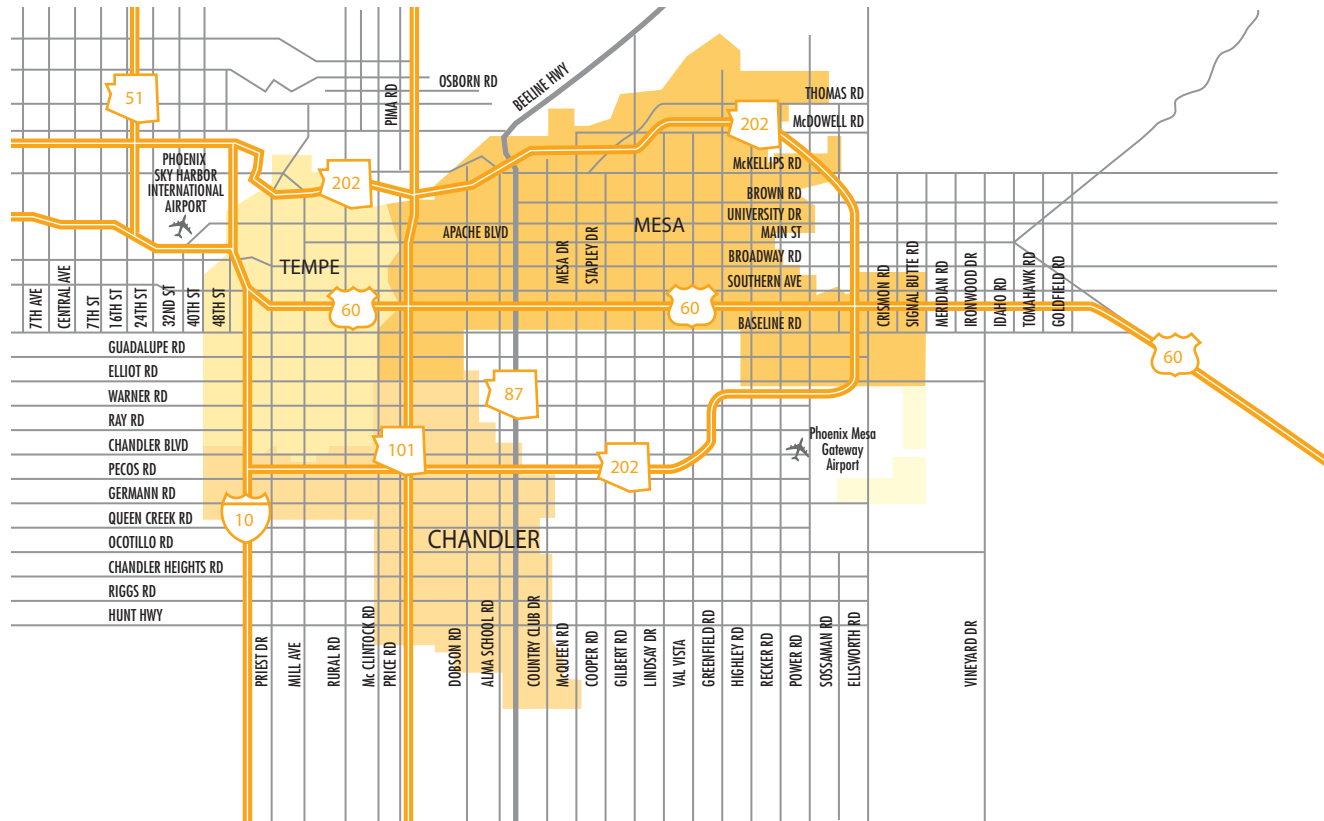 OSBORN RD
BEELINE HWY
PIMA RD
51
THOMAS RD
McDOWELL RD
202
PHOENIX
SKY HARBOR
INTERNATIONAL
AIRPORT
202
McKELLIPS RD
BROWN RD
UNIVERSITY DR
MAIN ST
BROADWAY RD
SOUTHERN AVE
BASELINE RD
APACHE BLVD
MESA
TEMPE
MESA DR
STAPLEY DR
60
60
60
7TH AVE
CENTRAL AVE
7TH ST
16TH ST
24TH ST
32ND ST
40TH ST
48TH ST
CRISMON RD
SIGNAL BUTTE RD
MERIDIAN RD
IRONWOOD DR
IDAHO RD
TOMAHAWK RD
GOLDFIELD RD
GUADALUPE RD
ELLIOT RD
WARNER RD
RAY RD
CHANDLER BLVD
PECOS RD
GERMANN RD
QUEEN CREEK RD
OCOTILLO RD
CHANDLER HEIGHTS RD
RIGGS RD
HUNT HWY
87
101
202
10
Phoenix Mesa
Gateway
Airport
CHANDLER
PRIEST DR
MILL AVE
RURAL RD
Mc CLINTOCK RD
PRICE RD
DOBSON RD
ALMA SCHOOL RD
COUNTRY CLUB DR
McQUEEN RD
COOPER RD
GILBERT RD
LINDSAY DR
VAL VISTA
GREENFIELD RD
HIGHLEY RD
RECKER RD
POWER RD
SOSSAMAN RD
ELLSWORTH RD
VINEYARD DR